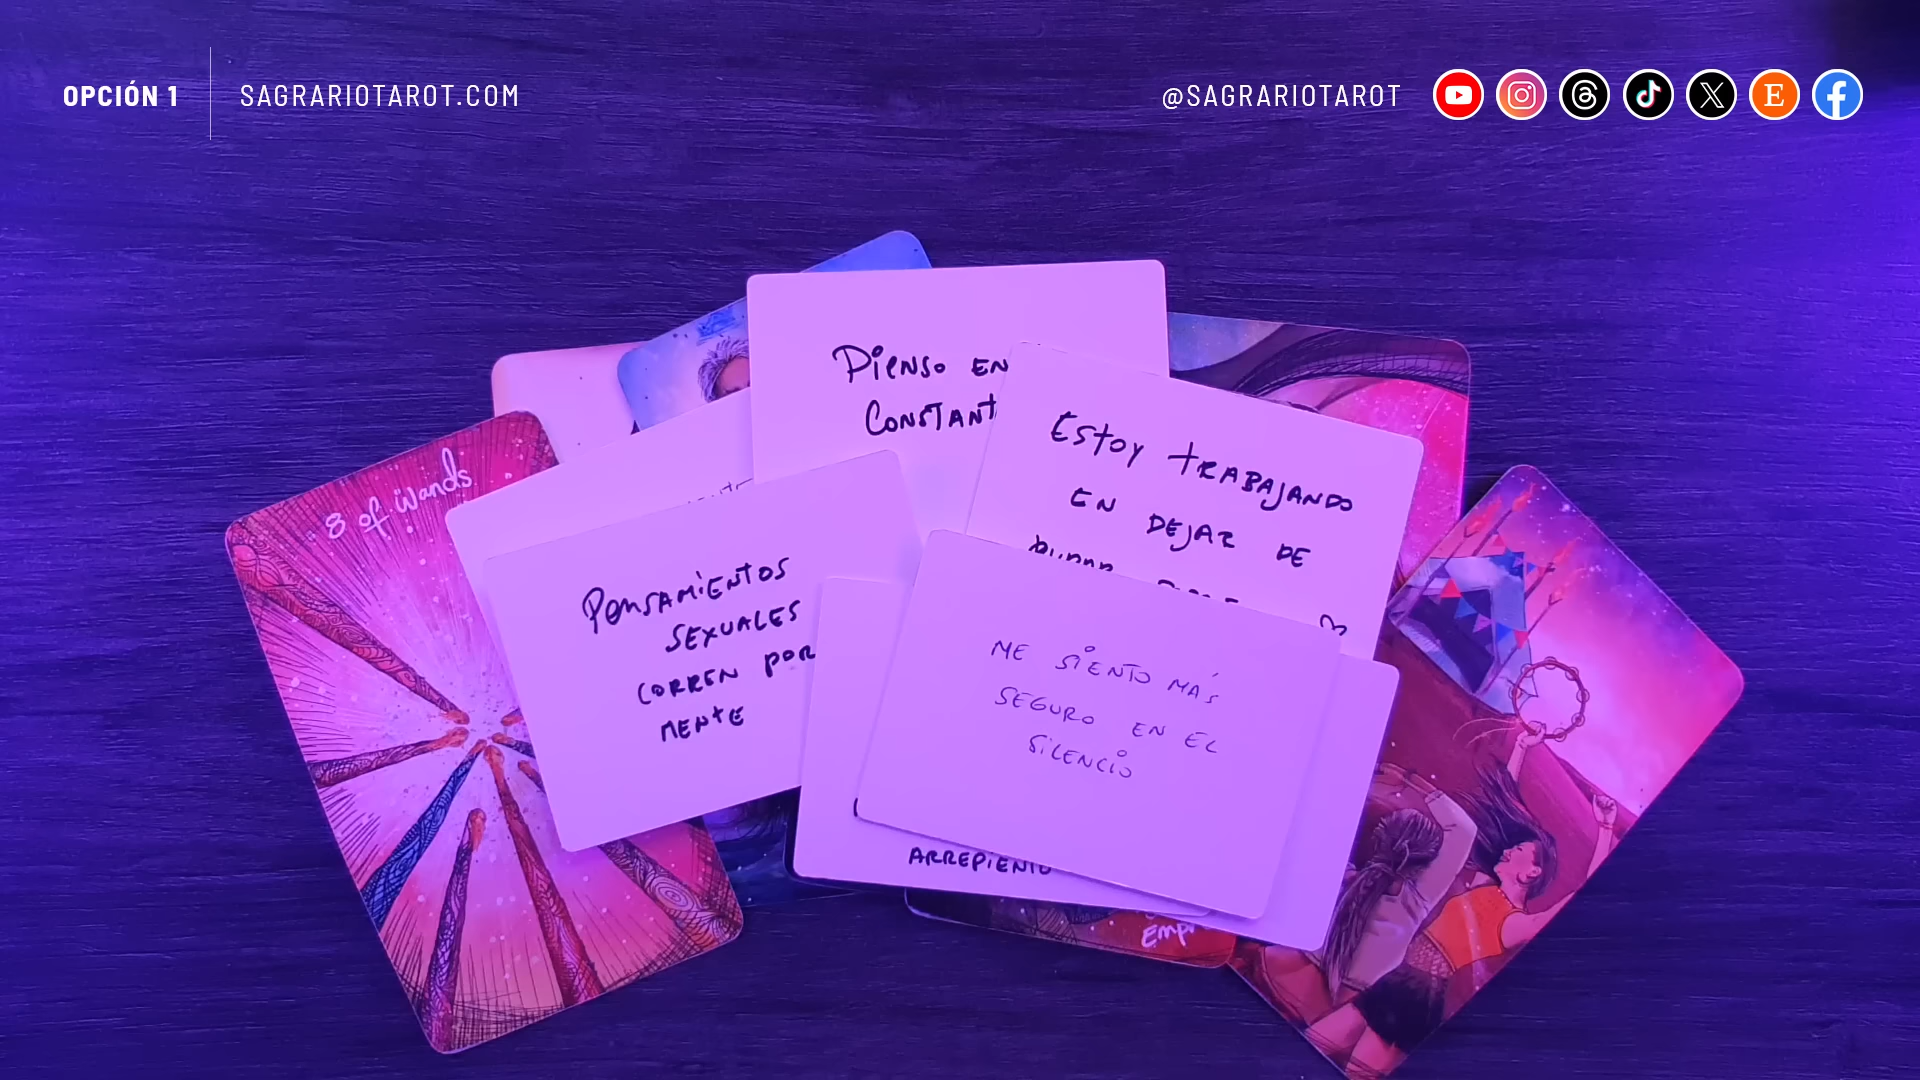 OPCIÓN 1
SAGRARIOTAROT.COM
@SAGRARIOTAROT
8 of Wands
PIENSO EN
CONSTANT
ESTOY TRABAJANDO
EN DEJAR DE
PENSAMIENTOS
SEXUALES
CORREN POR
MENTE
ME SIENTO MÁS
SEGURO EN EL
SILENCIO
ARREPIENTO
Empr